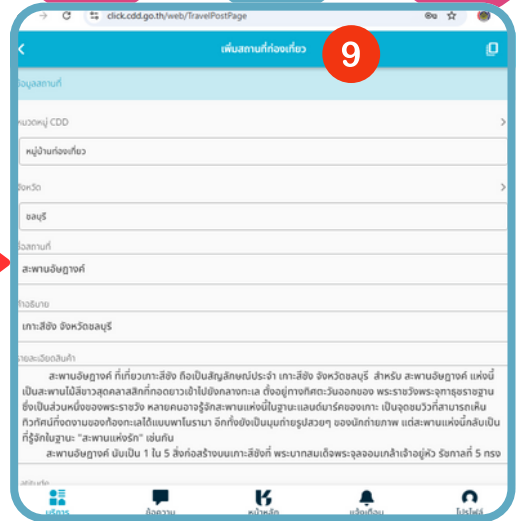 click.cdd.go.th/web/TravelPostPage
เพิ่มสถานที่ท่องเที่ยว
9
ข้อมูลสถานที่
หมวดหมู่ CDD
หมู่บ้านท่องเที่ยว
จังหวัด
ชลบุรี
ชื่อสถานที่
สะพานอัษฎางค์
คำอธิบาย
เกาะสีชัง จังหวัดชลบุรี
รายละเอียดสินค้า
สะพานอัษฎางค์ ที่เที่ยวเกาะสีชัง ถือเป็นสัญลักษณ์ประจำ เกาะสีชัง จังหวัดชลบุรี สำหรับ สะพานอัษฎางค์ แห่งนี้
เป็นสะพานไม้สีขาวสุดคลาสสิกที่ทอดยาวเข้าไปยังกลางทะเล ตั้งอยู่ทางทิศตะวันออกของ พระราชวังพระจุฑาธุชราชฐาน
ซึ่งเป็นส่วนหนึ่งของพระราชวัง หลายคนอาจรู้จักสะพานแห่งนี้ในฐานะแลนด์มาร์คของเกาะ เป็นจุดชมวิวที่สามารถเห็น
ทิวทัศน์ที่งดงามของท้องทะเลได้แบบพาโนรามา อีกทั้งยังเป็นมุมถ่ายรูปสวยๆ ของนักถ่ายภาพ แต่สะพานแห่งนี้กลับเป็น
ที่รู้จักในฐานะ "สะพานแห่งรัก" เช่นกัน
สะพานอัษฎางค์ นับเป็น 1 ใน 5 สิ่งก่อสร้างบนเกาะสีชังที่ พระบาทสมเด็จพระจุลจอมเกล้าเจ้าอยู่หัว รัชกาลที่ 5 ทรง
Latitude
บริการ
ข้อความ
หน้าหลัก
แจ้งเตือน
โปรไฟล์